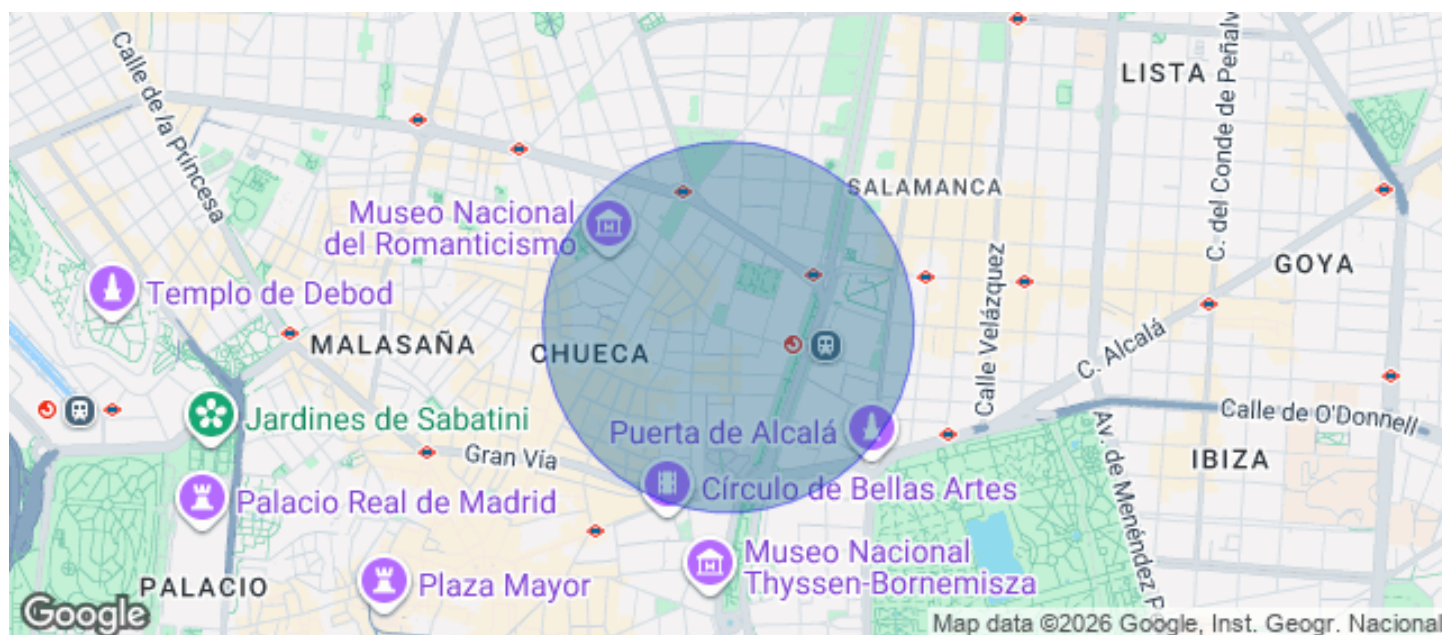 Calle de la Princesa
LISTA
C. del Conde de Peñalv
SALAMANCA
Museo Nacional
del Romanticismo
Calle Velázquez
GOYA
Templo de Debod
MALASAÑA
CHUECA
C. Alcalá
Jardines de Sabatini
Puerta de Alcalá
Calle de O'Donnell
Gran Vía
Av. de Menéndez P
IBIZA
Palacio Real de Madrid
Círculo de Bellas Artes
Museo Nacional
Thyssen-Bornemisza
PALACIO
Plaza Mayor
Google
Map data ©2026 Google, Inst. Geogr. Nacional